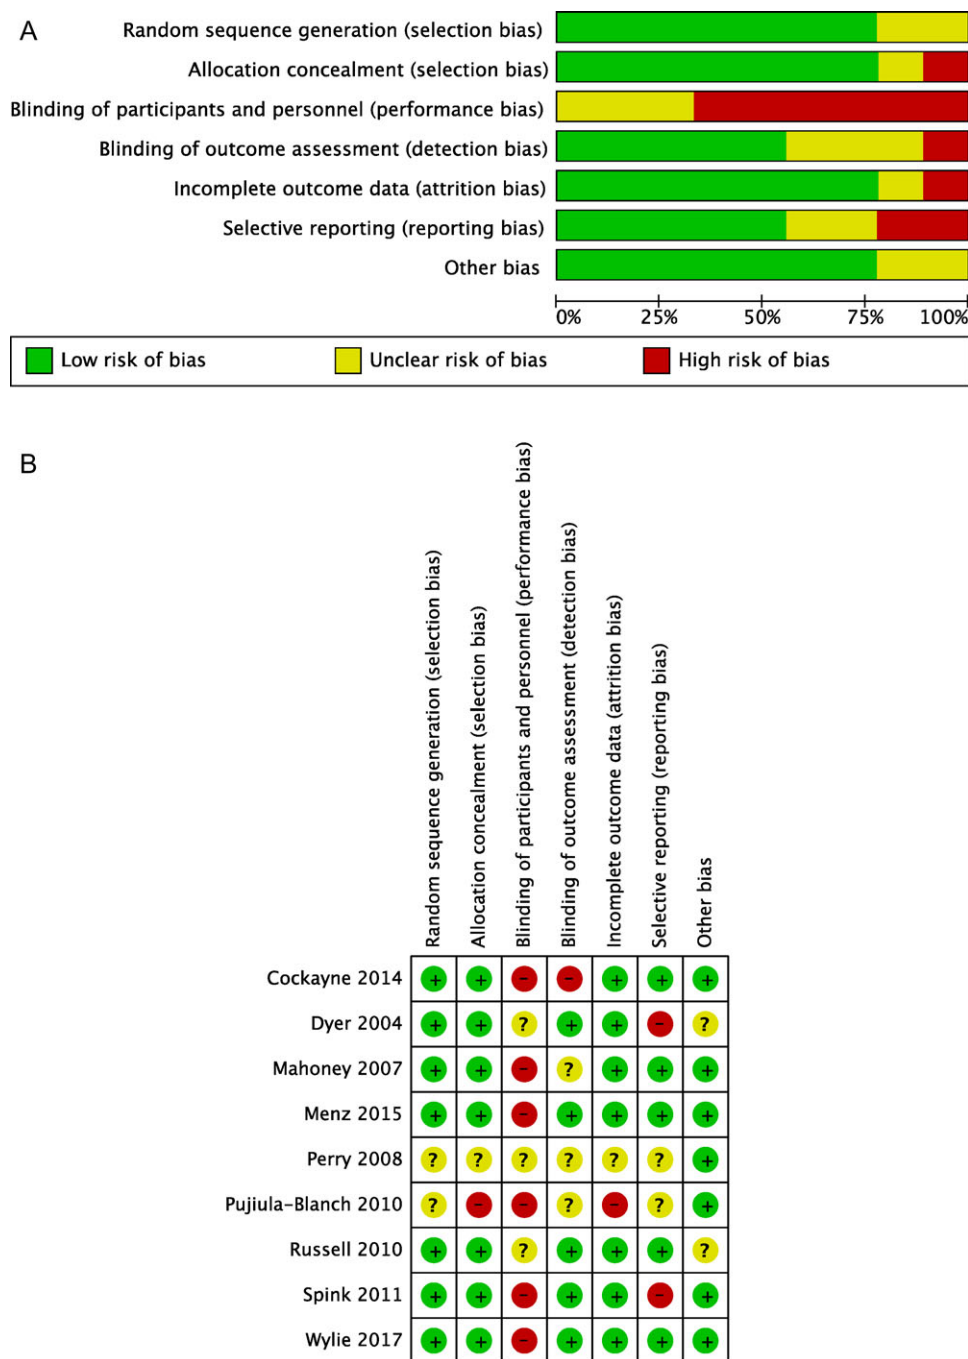 A
Random sequence generation (selection bias)
Allocation concealment (selection bias)
Blinding of participants and personnel (performance bias)
Blinding of outcome assessment (detection bias)
Incomplete outcome data (attrition bias)
Selective reporting (reporting bias)
Other bias
0% 25% 50% 75% 100%
Low risk of bias Unclear risk of bias High risk of bias
B
Random sequence generation (selection bias)
Allocation concealment (selection bias)
Blinding of participants and personnel (performance bias)
Blinding of outcome assessment (detection bias)
Incomplete outcome data (attrition bias)
Selective reporting (reporting bias)
Other bias
Cockayne 2014 + + - - + + +
Dyer 2004 + + ? + + - ?
Mahoney 2007 + + - ? + + +
Menz 2015 + + - + + + +
Perry 2008 ? ? ? ? ? ? +
Pujiula-Blanch 2010 ? - - ? - ? +
Russell 2010 + + ? + + + ?
Spink 2011 + + - + + - +
Wylie 2017 + + - + + + +